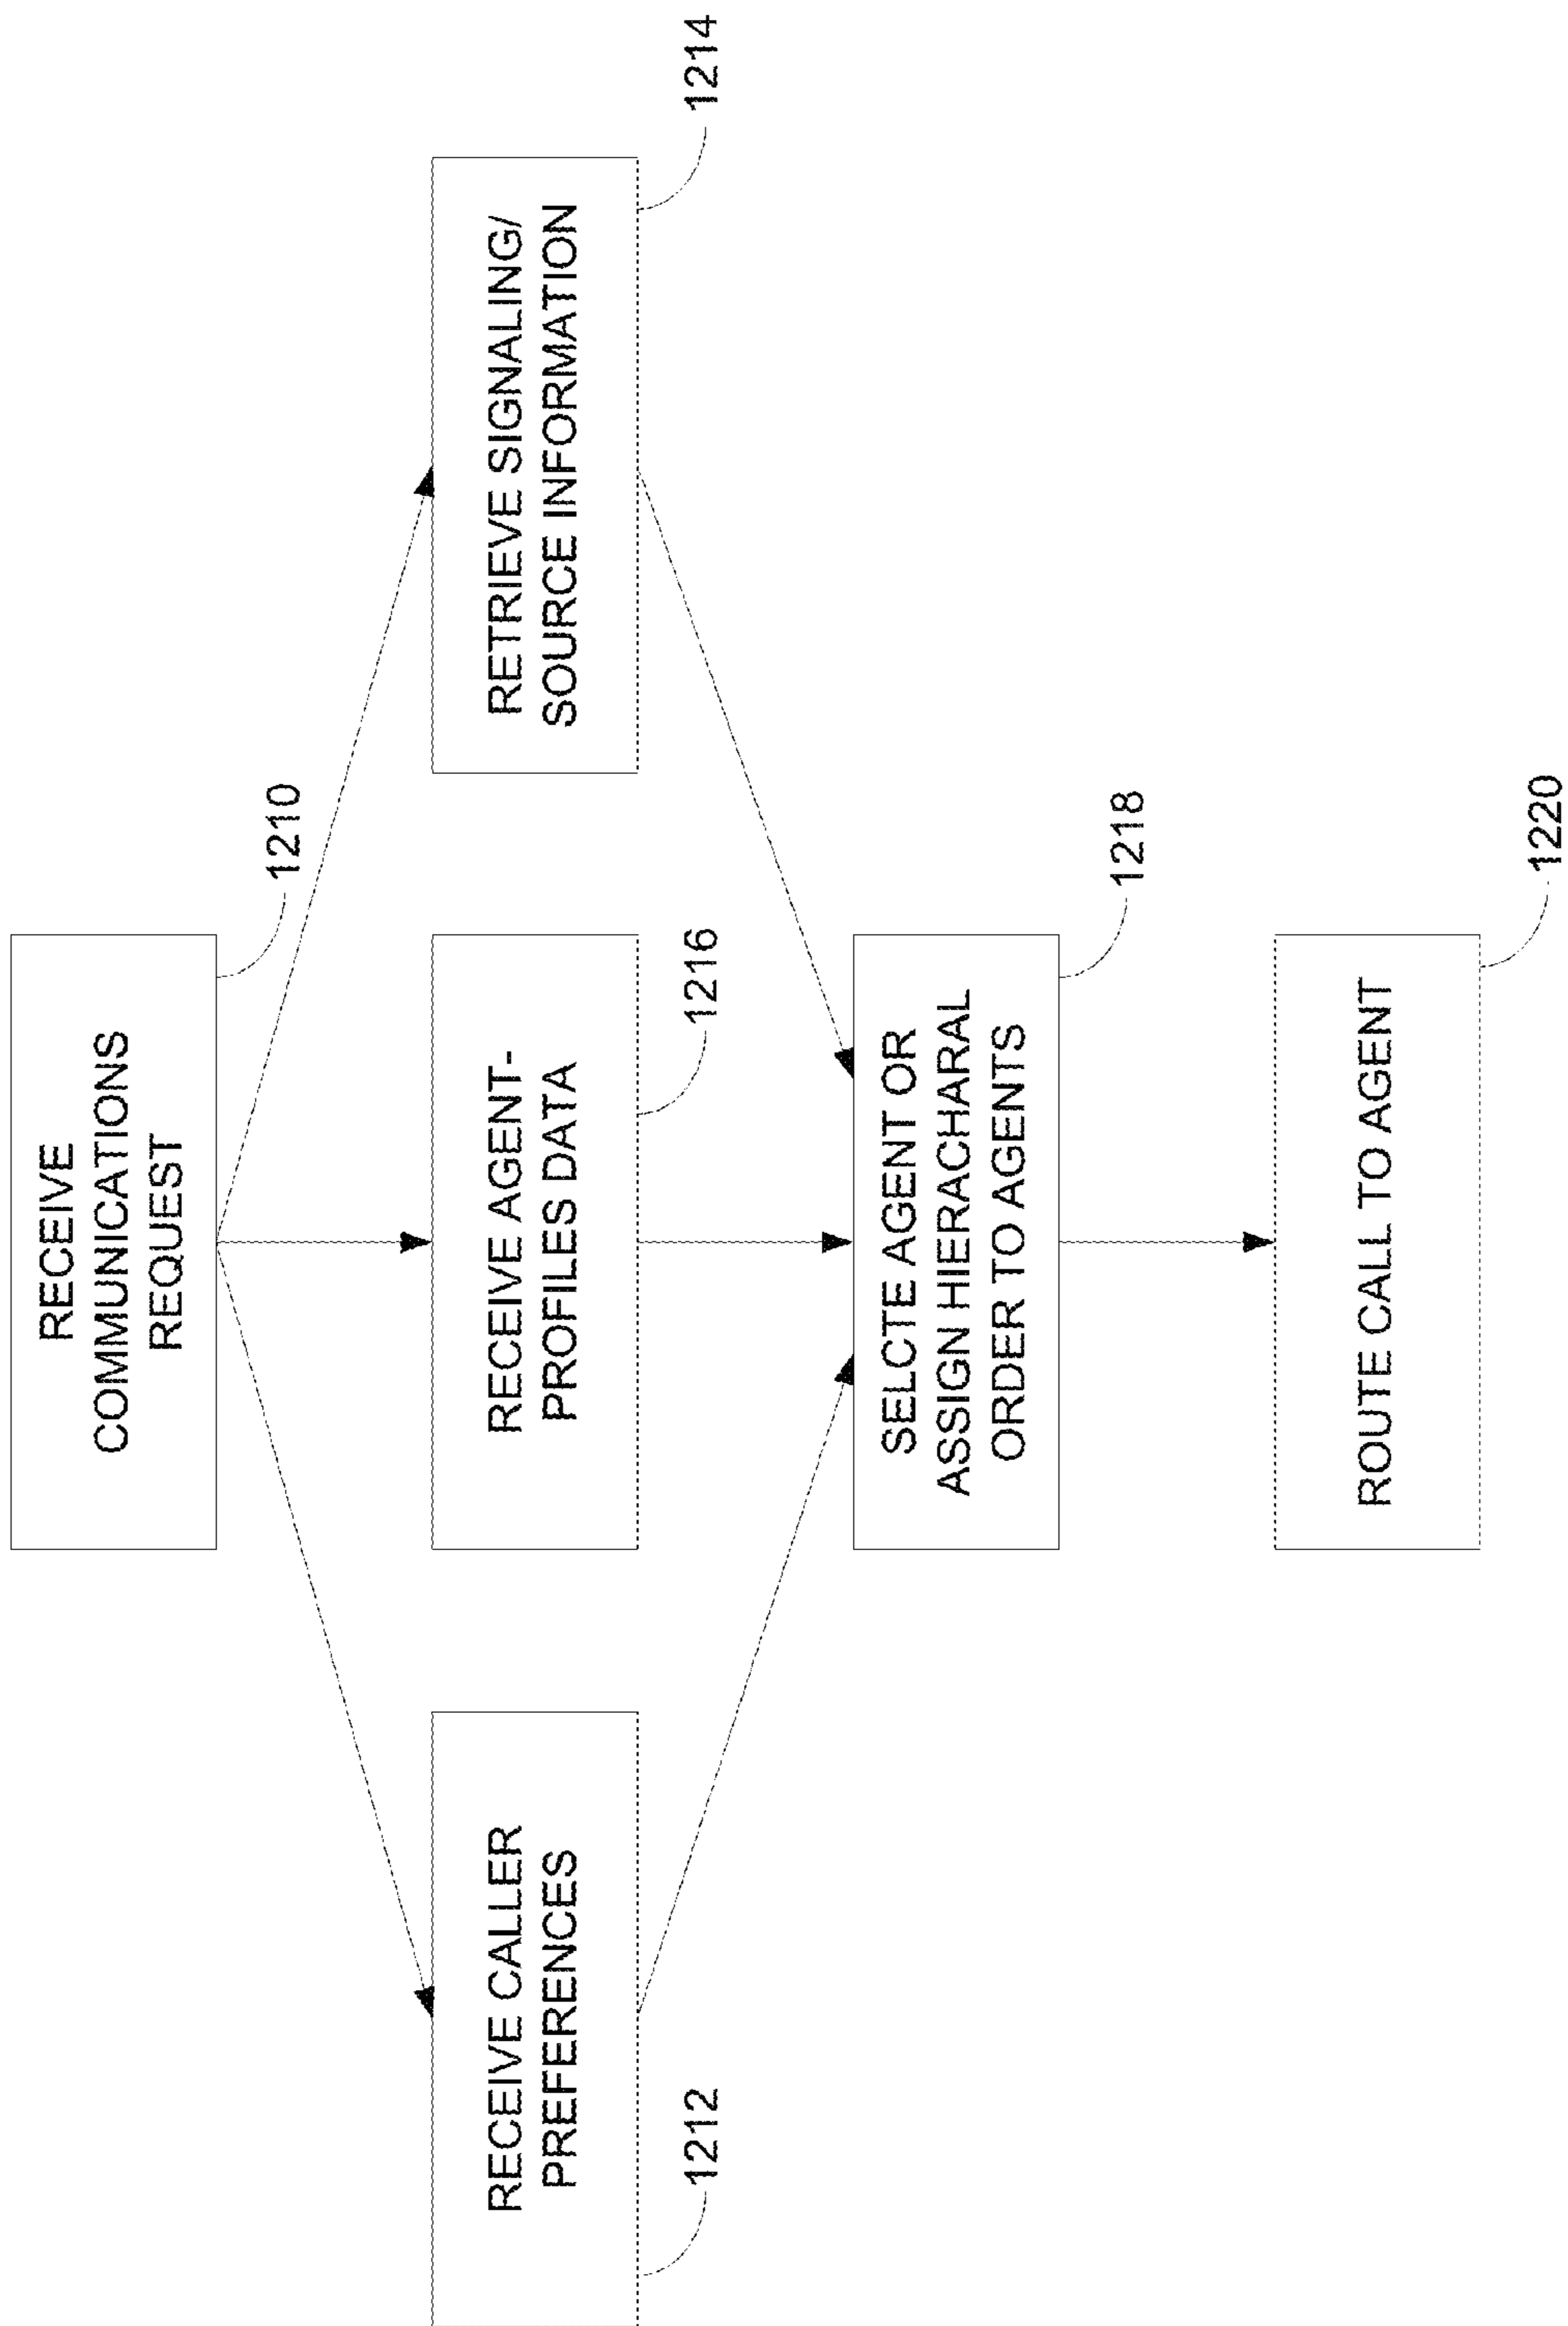 RECEIVE
COMMUNICATIONS
REQUEST
1210
RECEIVE CALLER
PREFERENCES
1212
RECEIVE AGENT-
PROFILES DATA
1216
RETRIEVE SIGNALING/
SOURCE INFORMATION
1214
SELCTE AGENT OR
ASSIGN HIERACHARAL
ORDER TO AGENTS
1218
ROUTE CALL TO AGENT
1220